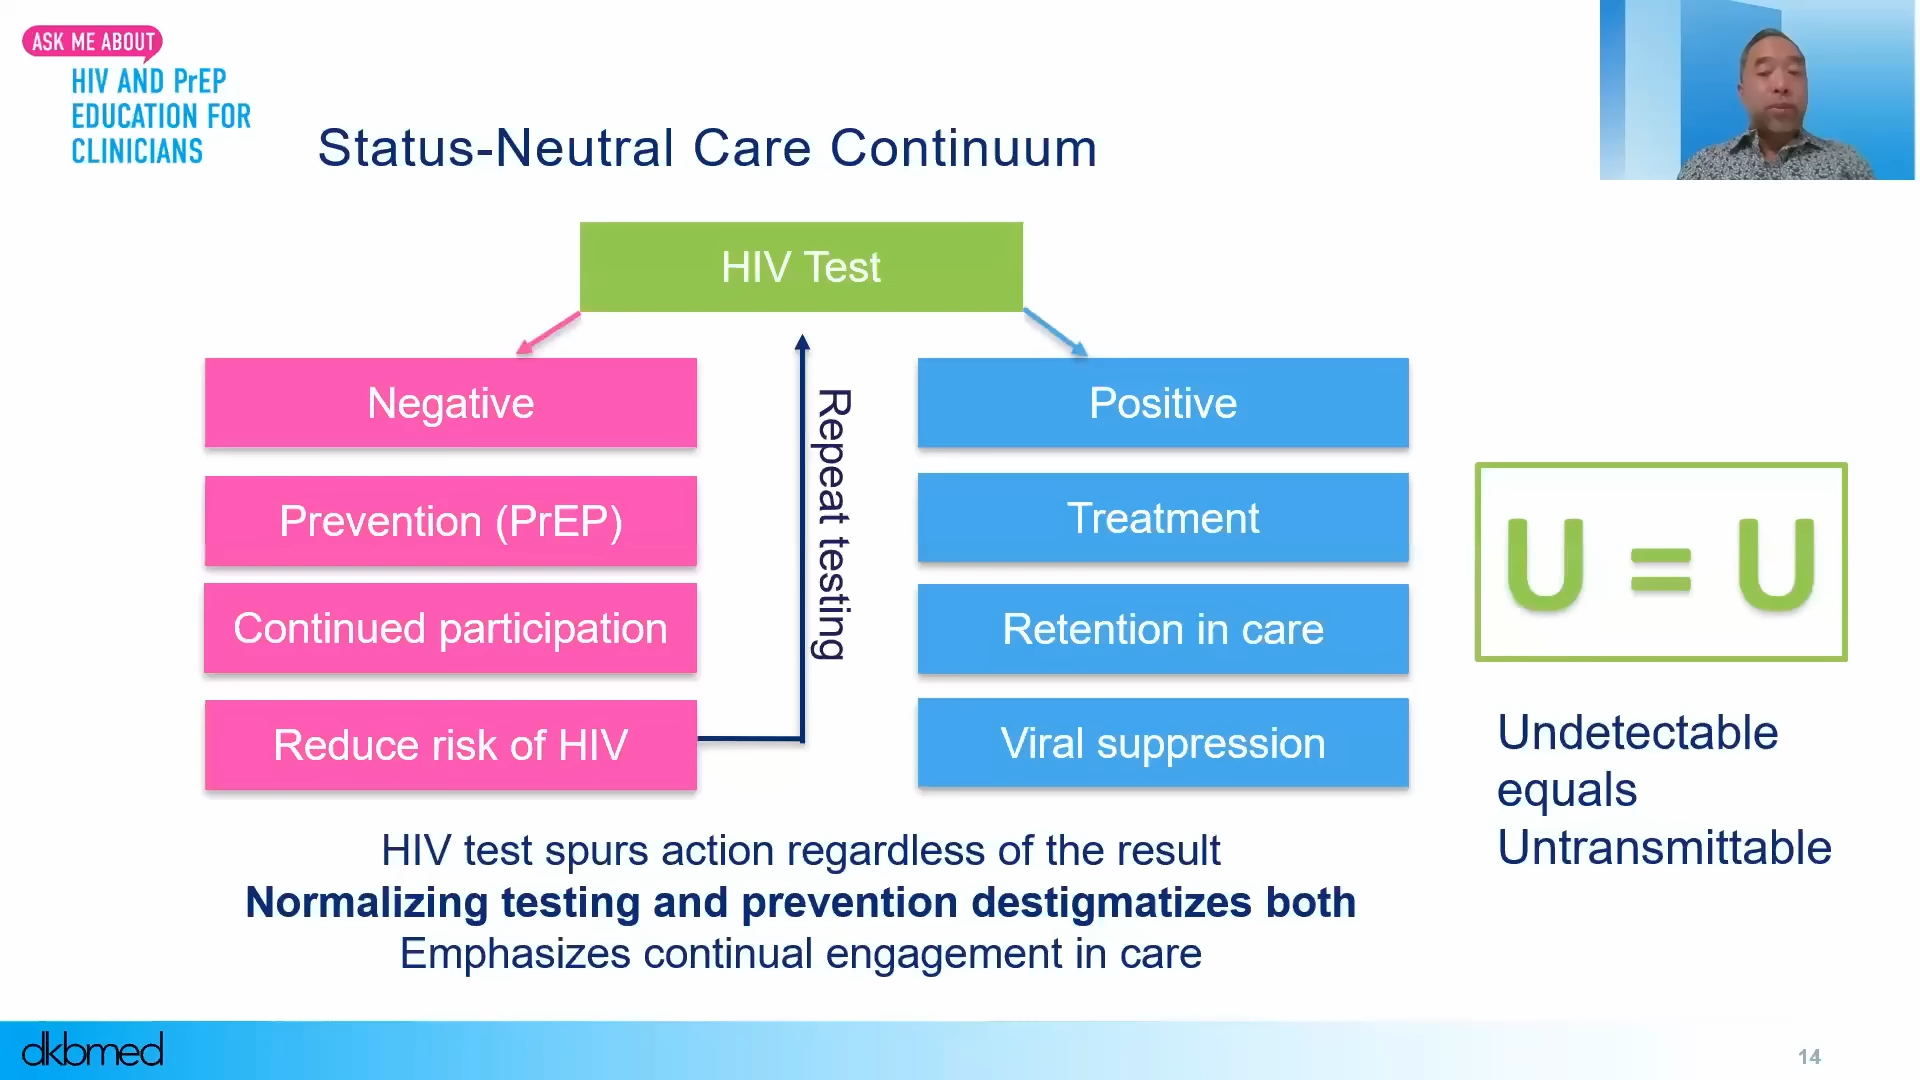 ASK ME ABOUT
HIV AND PrEP
EDUCATION FOR
CLINICIANS
Status-Neutral Care Continuum
HIV Test
Negative
Positive
Prevention (PrEP)
Treatment
Continued participation
Retention in care
Reduce risk of HIV
Viral suppression
Repeat testing
U = U
Undetectable
equals
Untransmittable
HIV test spurs action regardless of the result
Normalizing testing and prevention destigmatizes both
Emphasizes continual engagement in care
dkbmed
14